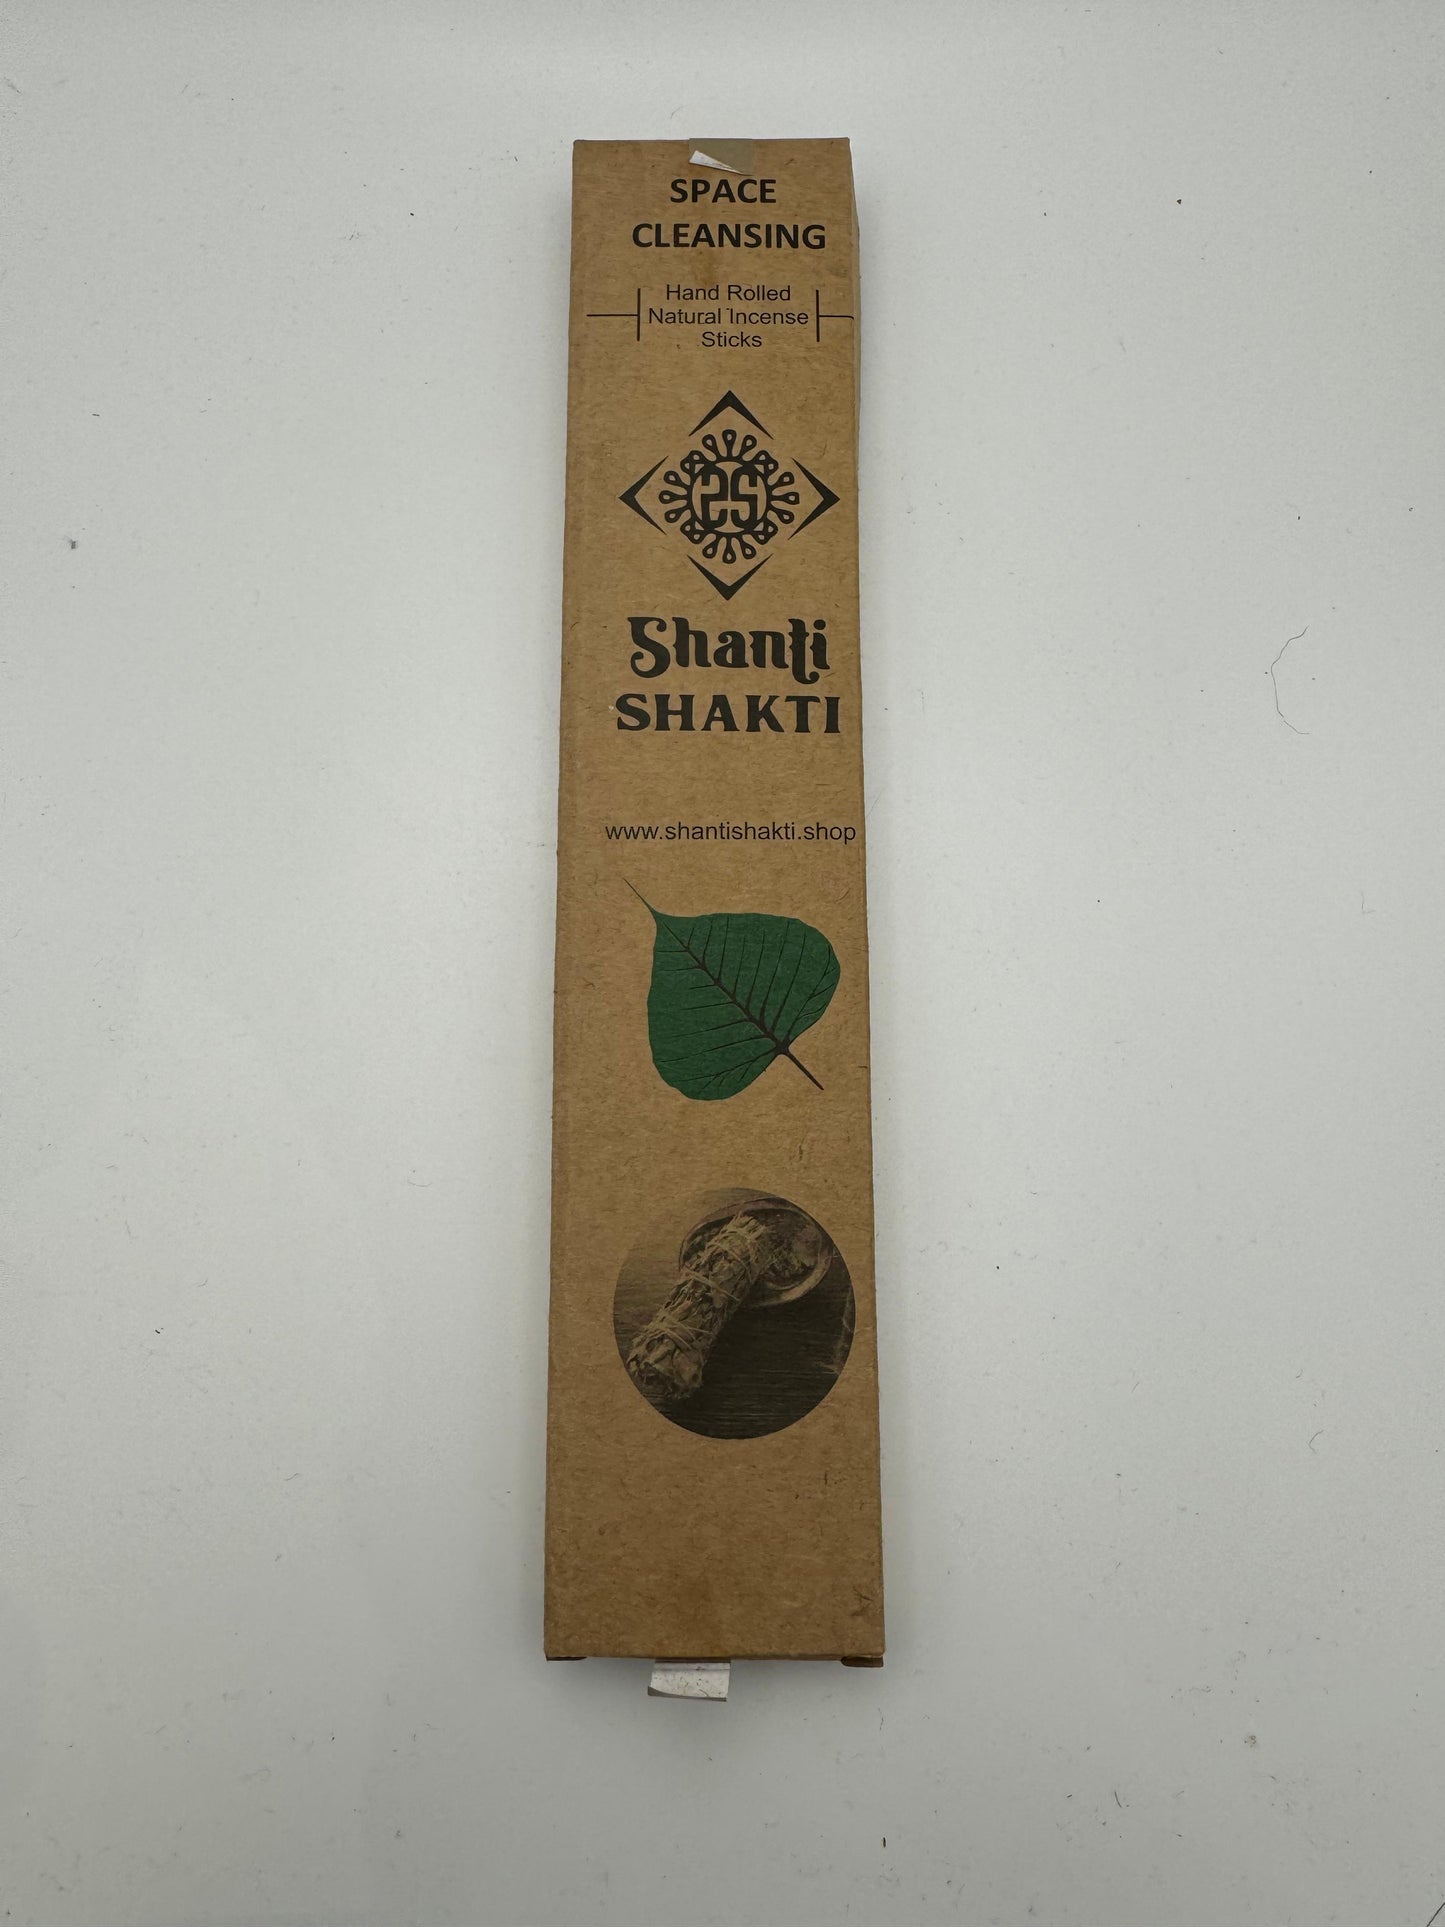 SPACE
CLEANSING
Hand Rolled
Natural Incense
Sticks
Shanti
SHAKTI
www.shantishakti.shop